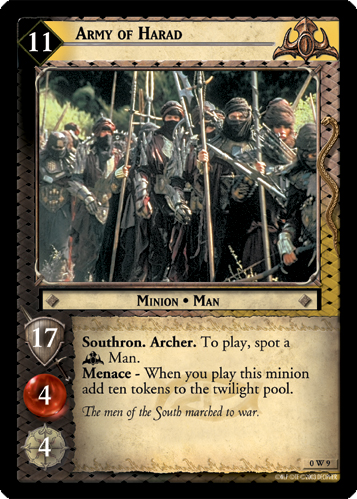 11
ARMY OF HARAD
MINION • MAN
17
Southron. Archer. To play, spot a
Man.
4
Menace - When you play this minion
add ten tokens to the twilight pool.
The men of the South marched to war.
4
0 W 9